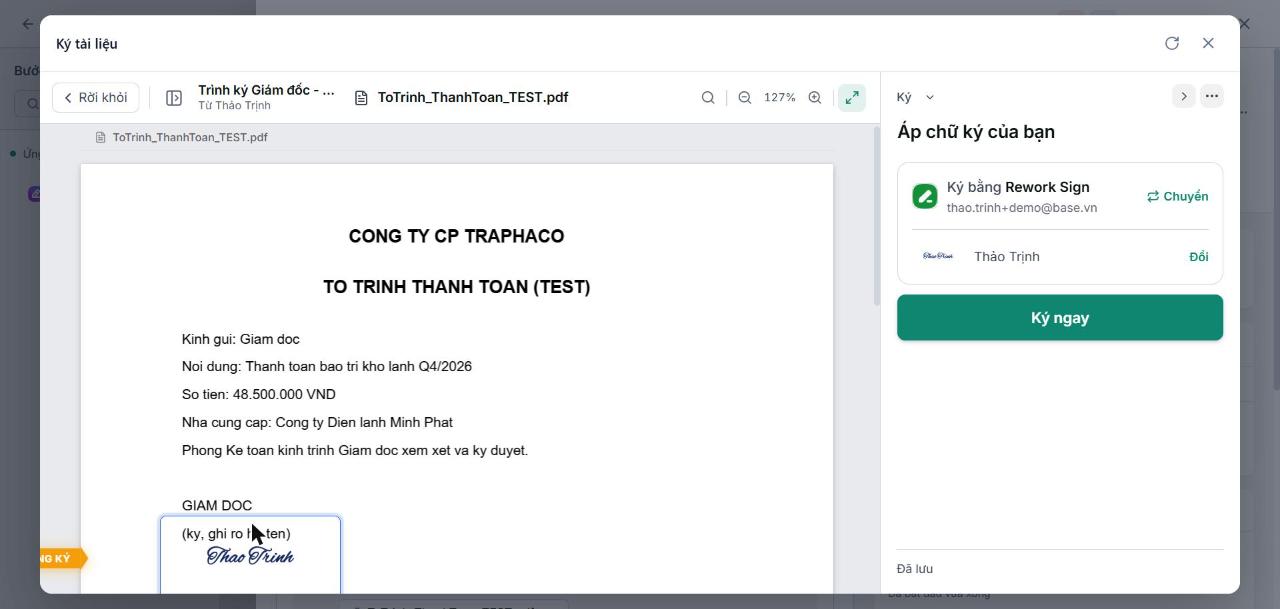 Ký tài liệu
Rời khỏi
Trình ký Giám đốc - ...
Từ Thảo Trịnh
ToTrinh_ThanhToan_TEST.pdf
127%
ToTrinh_ThanhToan_TEST.pdf
CONG TY CP TRAPHACO
TO TRINH THANH TOAN (TEST)
Kinh gui: Giam doc
Noi dung: Thanh toan bao tri kho lanh Q4/2026
So tien: 48.500.000 VND
Nha cung cap: Cong ty Dien lanh Minh Phat
Phong Ke toan kinh trinh Giam doc xem xet va ky duyet.
GIAM DOC
(ky, ghi ro ten)
Thao Trinh
KÝ
Ký
Áp chữ ký của bạn
Ký bằng Rework Sign
thao.trinh+demo@base.vn
Chuyển
Thao Trinh
Thảo Trịnh
Đổi
Ký ngay
Đã lưu